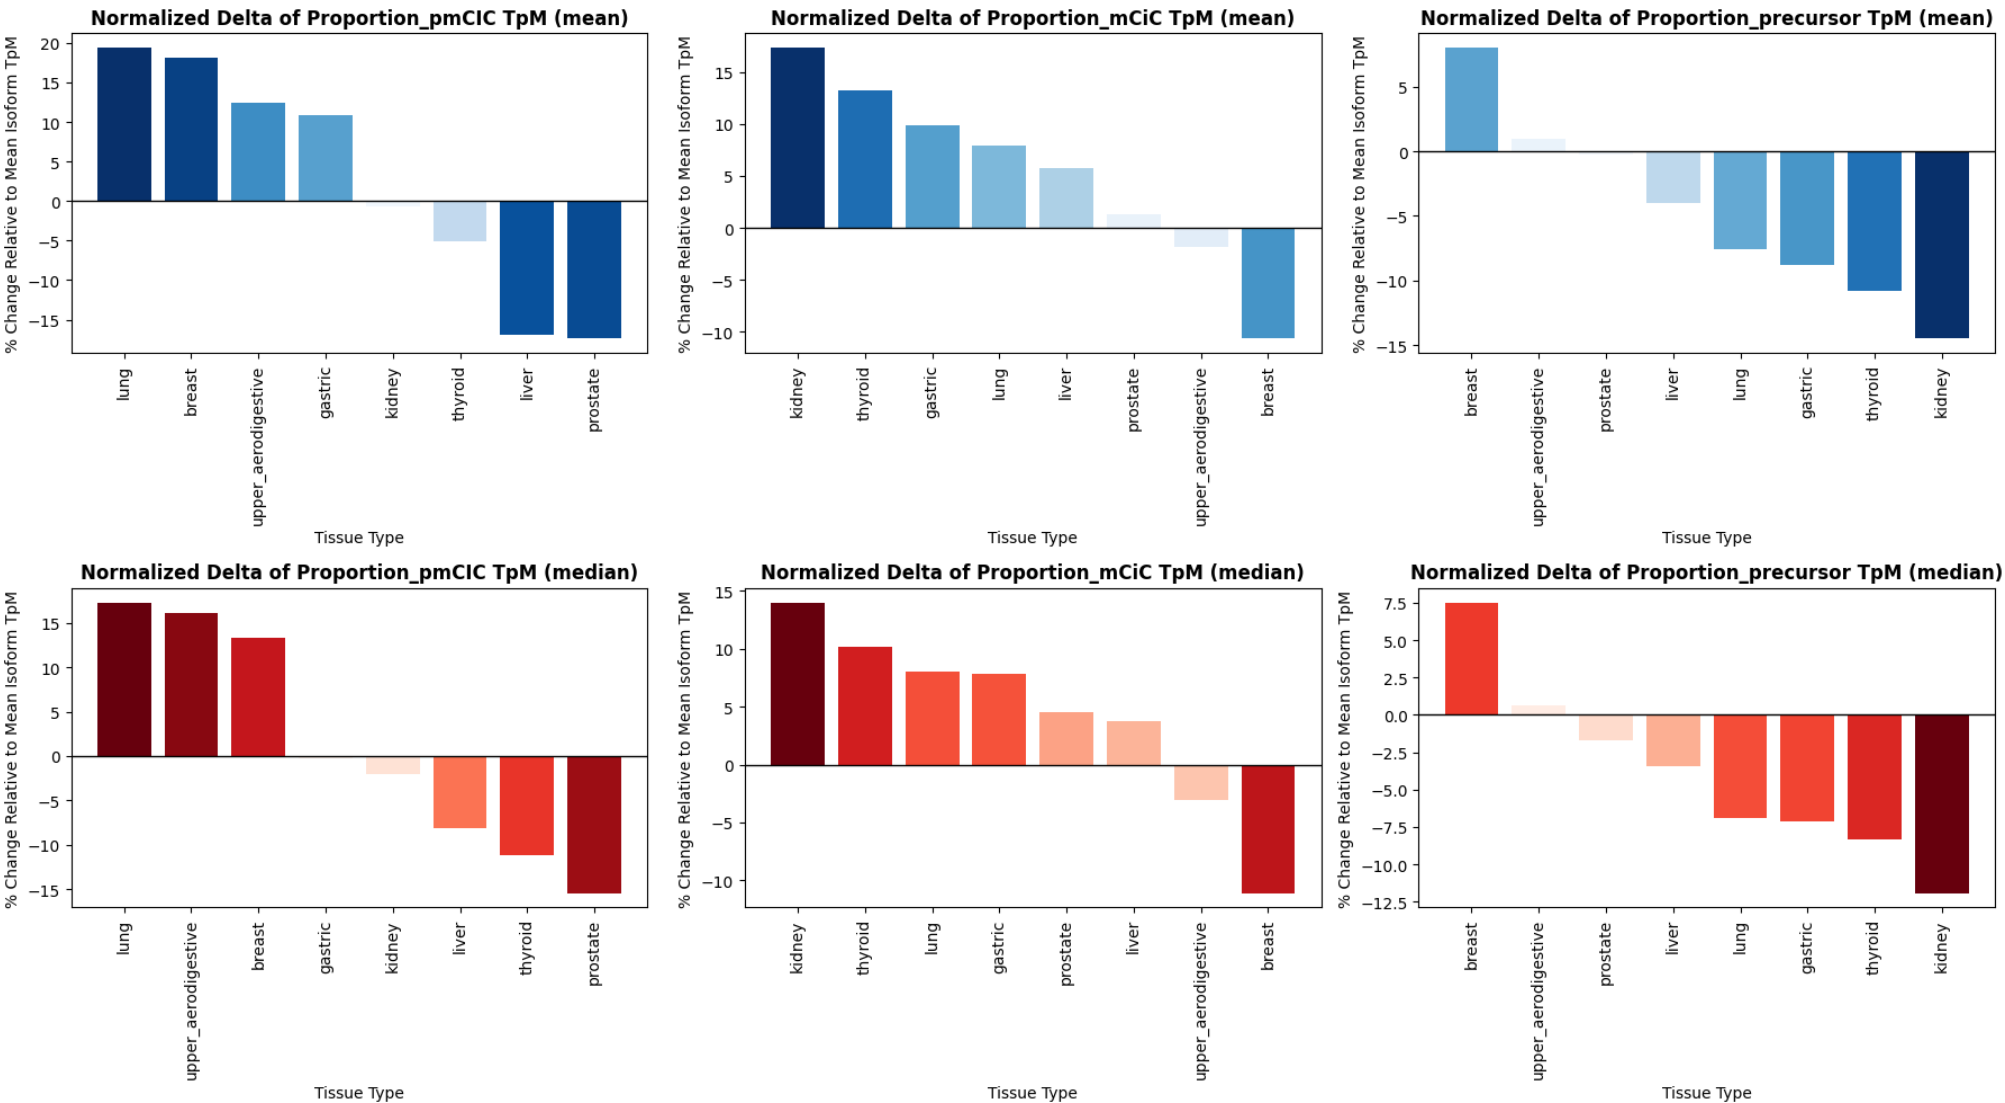 Normalized Delta of Proportion_pmCIC TpM (mean)
% Change Relative to Mean Isoform TpM
20
15
10
5
0
−5
−10
−15
lung
breast
upper_aerodigestive
gastric
kidney
thyroid
liver
prostate
Tissue Type
Normalized Delta of Proportion_mCiC TpM (mean)
% Change Relative to Mean Isoform TpM
15
10
5
0
−5
−10
kidney
thyroid
gastric
lung
liver
prostate
upper_aerodigestive
breast
Tissue Type
Normalized Delta of Proportion_precursor TpM (mean)
% Change Relative to Mean Isoform TpM
5
0
−5
−10
−15
breast
upper_aerodigestive
prostate
liver
lung
gastric
thyroid
kidney
Tissue Type
Normalized Delta of Proportion_pmCIC TpM (median)
% Change Relative to Mean Isoform TpM
15
10
5
0
−5
−10
−15
lung
upper_aerodigestive
breast
gastric
kidney
liver
thyroid
prostate
Tissue Type
Normalized Delta of Proportion_mCiC TpM (median)
% Change Relative to Mean Isoform TpM
15
10
5
0
−5
−10
kidney
thyroid
lung
gastric
prostate
liver
upper_aerodigestive
breast
Tissue Type
Normalized Delta of Proportion_precursor TpM (median)
% Change Relative to Mean Isoform TpM
7.5
5.0
2.5
0.0
−2.5
−5.0
−7.5
−10.0
−12.5
breast
upper_aerodigestive
prostate
liver
lung
gastric
thyroid
kidney
Tissue Type